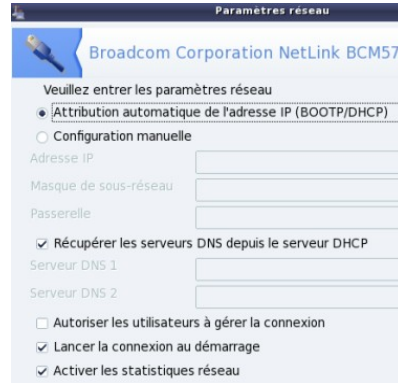 Paramètres réseau
Broadcom Corporation NetLink BCM57
Veuillez entrer les paramètres réseau
Attribution automatique de l'adresse IP (BOOTP/DHCP)
Configuration manuelle
Adresse IP
Masque de sous-réseau
Passerelle
Récupérer les serveurs DNS depuis le serveur DHCP
Serveur DNS 1
Serveur DNS 2
Autoriser les utilisateurs à gérer la connexion
Lancer la connexion au démarrage
Activer les statistiques réseau